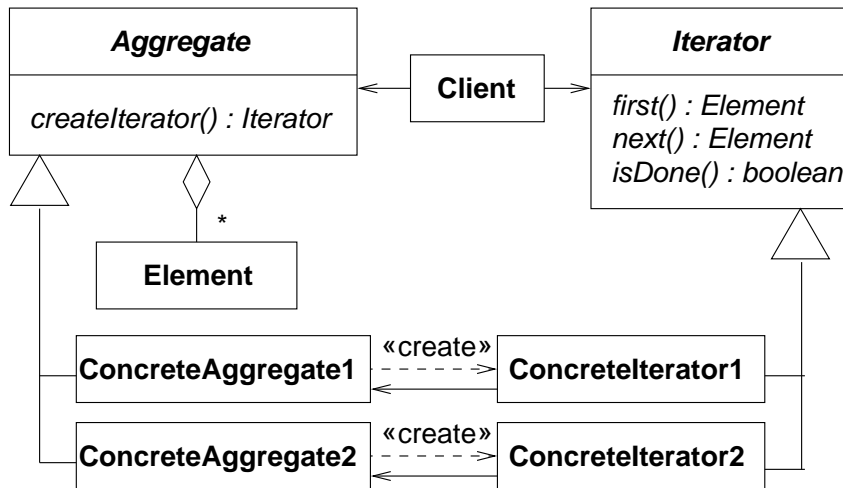 Aggregate
createIterator() : Iterator
Client
Iterator
first() : Element
next() : Element
isDone() : boolean
*
Element
ConcreteAggregate1
«create»
ConcreteIterator1
ConcreteAggregate2
«create»
ConcreteIterator2